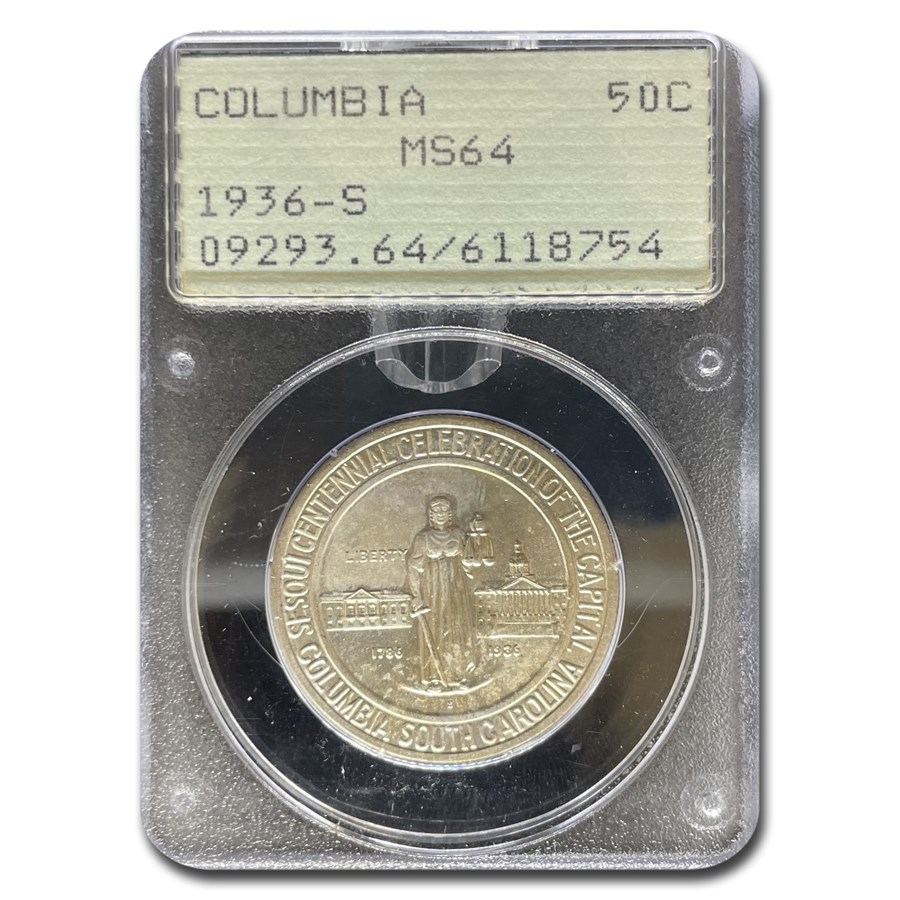 COLUMBIA 50C
MS64
1936-S
09293.64/6118754
SESQUICENTENNIAL CELEBRATION OF THE CAPITAL
LIBERTY
1786 1936
S
COLUMBIA SOUTH CAROLINA